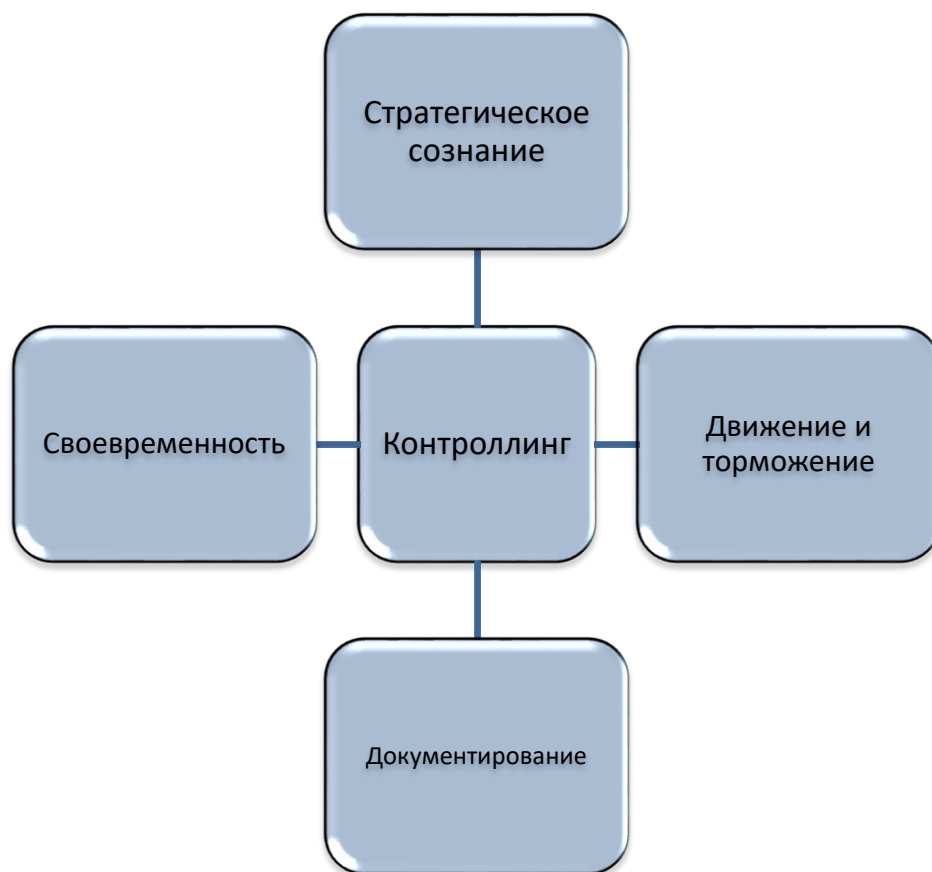 Стратегическое
сознание
Своевременность
Контроллинг
Движение и
торможение
Документирование